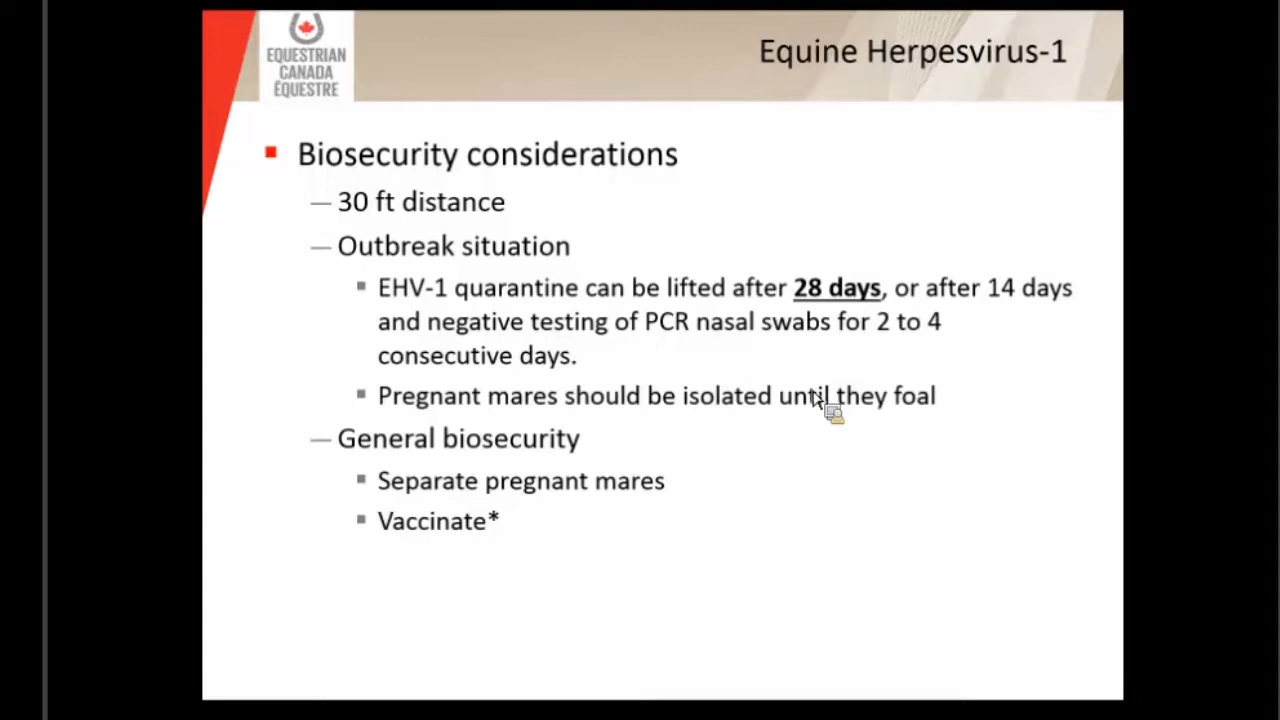 EQUESTRIAN
CANADA
ÉQUESTRE
Equine Herpesvirus-1
Biosecurity considerations
— 30 ft distance
— Outbreak situation
EHV-1 quarantine can be lifted after 28 days, or after 14 days
and negative testing of PCR nasal swabs for 2 to 4
consecutive days.
Pregnant mares should be isolated until they foal
— General biosecurity
Separate pregnant mares
Vaccinate*